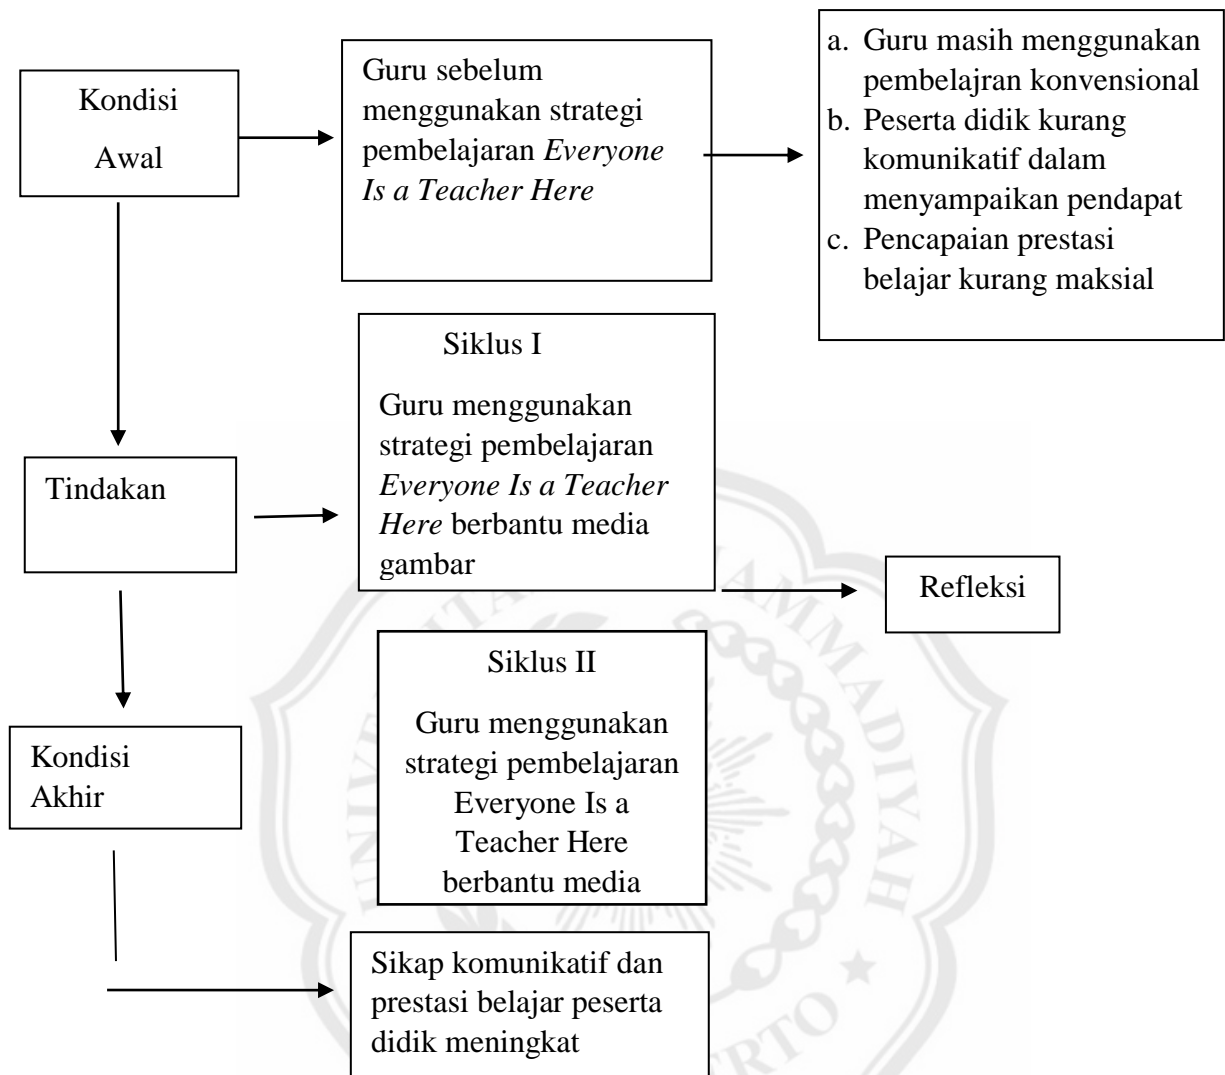 Kondisi
Awal
Guru sebelum
menggunakan strategi
pembelajaran Everyone
Is a Teacher Here
a. Guru masih menggunakan
pembelajran konvensional
b. Peserta didik kurang
komunikatif dalam
menyampaikan pendapat
c. Pencapaian prestasi
belajar kurang maksial
Tindakan
Siklus I
Guru menggunakan
strategi pembelajaran
Everyone Is a Teacher
Here berbantu media
gambar
Refleksi
Siklus II
Guru menggunakan
strategi pembelajaran
Everyone Is a
Teacher Here
berbantu media
Kondisi
Akhir
Sikap komunikatif dan
prestasi belajar peserta
didik meningkat